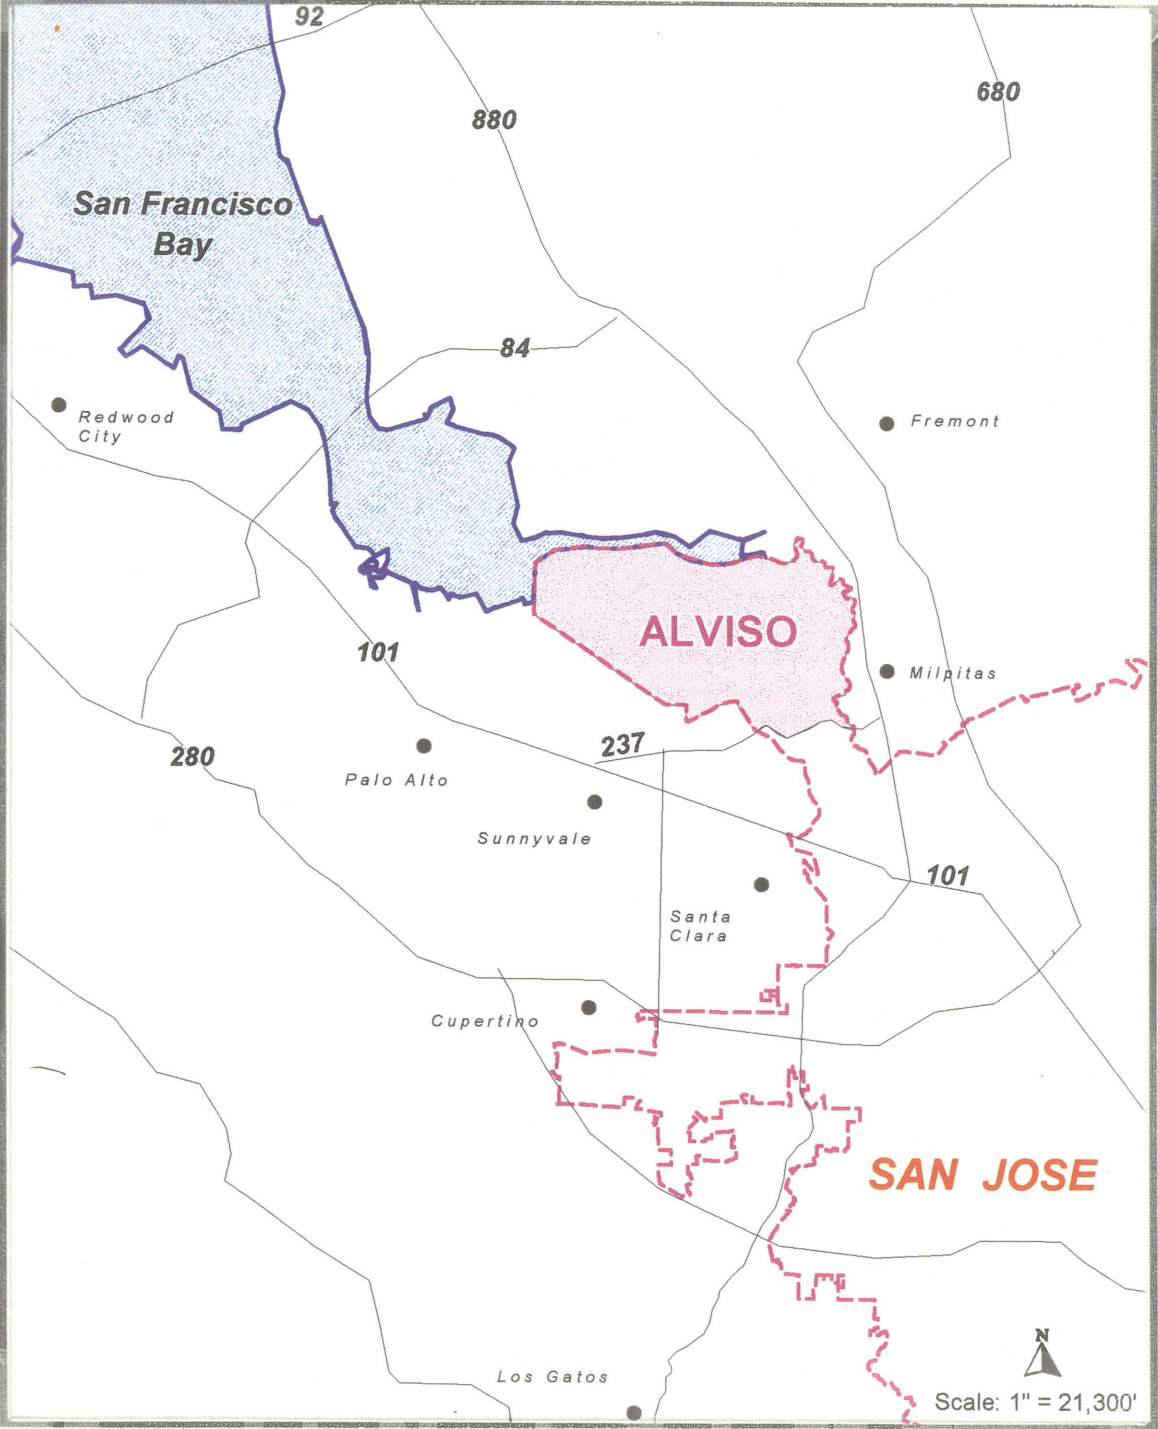 92
680
880
San Francisco
Bay
84
Redwood
City
Fremont
ALVISO
101
Milpitas
237
280
Palo Alto
Sunnyvale
101
Santa
Clara
Cupertino
SAN JOSE
N
Los Gatos
Scale: 1" = 21,300'